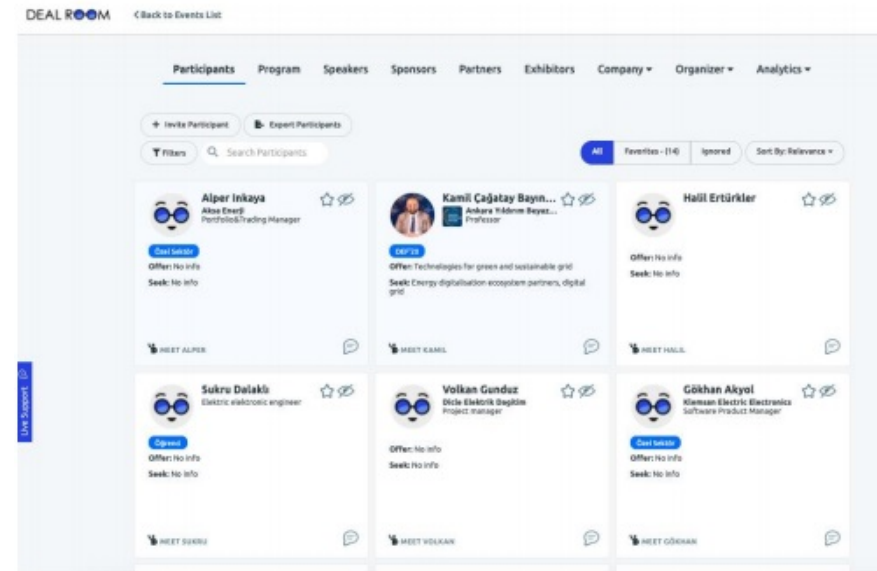 DEAL ROOM
< Back to Events List
Participants Program Speakers Sponsors Partners Exhibitors Company Organizer Analytics
+ Invite Participant Export Participants
Filters Search Participants
All Favorites - (14) Ignored Sort By: Relevance
Alper Inkaya
Aksa Enerji
Portfolio&Trading Manager
Özel Sektör
Offer: No info
Seek: No info
MEET ALPER
Kamil Çağatay Bayın...
Ankara Yıldırım Beyaz...
Professor
Offer: Technologies for green and sustainable grid
Seek: Energy digitalisation ecosystem partners, digital
grid
MEET KAMIL
Halil Ertürkler
Offer: No info
Seek: No info
MEET HALIL
Sukru Dalaklı
Elektric elektronic engineer
Öğrenci
Offer: No info
Seek: No info
MEET SUKRU
Volkan Gunduz
Dicle Elektrik Dagitim
Project manager
Offer: No info
Seek: No info
MEET VOLKAN
Gökhan Akyol
Klemsan Electric Electronics
Software Product Manager
Özel Sektör
Offer: No info
Seek: No info
MEET GÖKHAN
Live Support